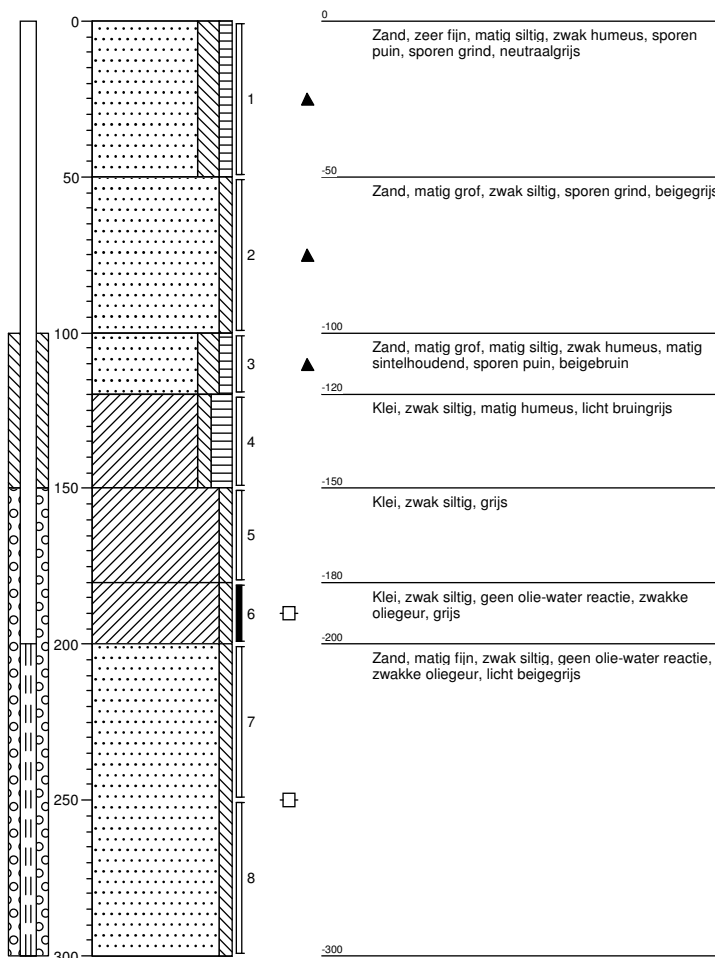 0
50
100
150
200
250
300
1
2
3
4
5
6
7
8
0
Zand, zeer fijn, matig siltig, zwak humeus, sporen
puin, sporen grind, neutraalgrijs
-50
Zand, matig grof, zwak siltig, sporen grind, beigegrijs
-100
Zand, matig grof, matig siltig, zwak humeus, matig
sintelhoudend, sporen puin, beigebruin
-120
Klei, zwak siltig, matig humeus, licht bruingrijs
-150
Klei, zwak siltig, grijs
-180
Klei, zwak siltig, geen olie-water reactie, zwakke
oliegeur, grijs
-200
Zand, matig fijn, zwak siltig, geen olie-water reactie,
zwakke oliegeur, licht beigegrijs
-300